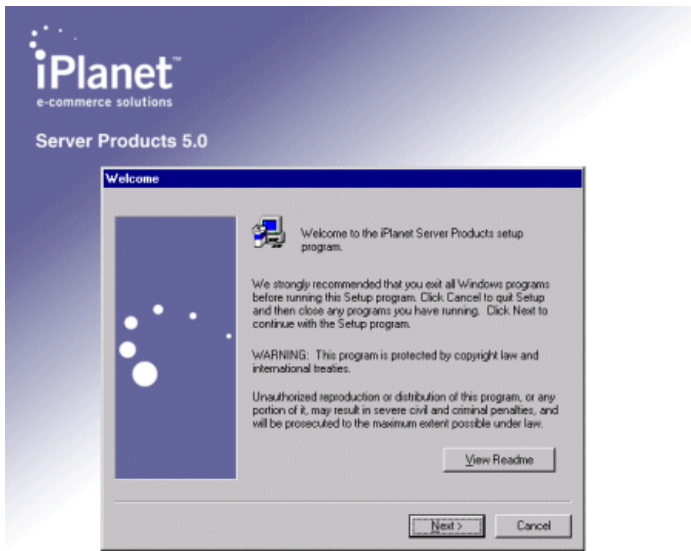 iPlanet™
e-commerce solutions
Server Products 5.0
Welcome
Welcome to the iPlanet Server Products setup
program.
We strongly recommended that you exit all Windows programs
before running this Setup program. Click Cancel to quit Setup
and then close any programs you have running. Click Next to
continue with the Setup program.
WARNING: This program is protected by copyright law and
international treaties.
Unauthorized reproduction or distribution of this program, or any
portion of it, may result in severe civil and criminal penalties, and
will be prosecuted to the maximum extent possible under law.
View Readme
Next >
Cancel